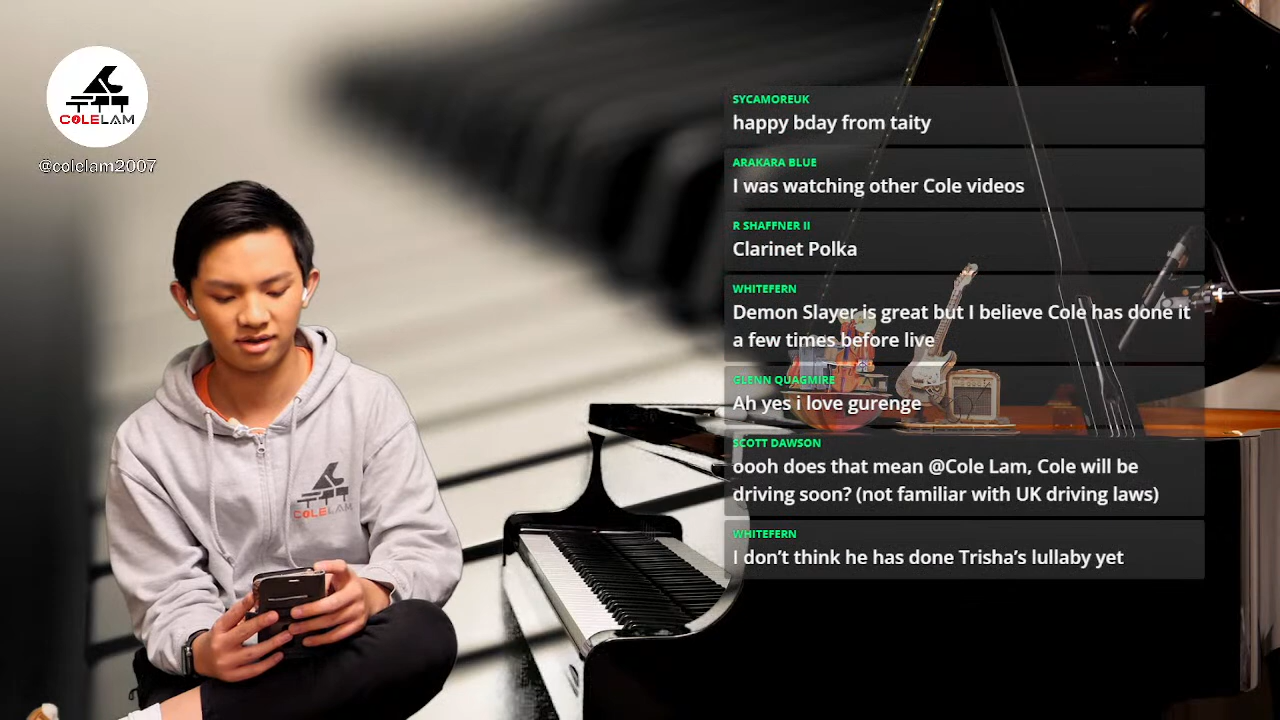 COLELAM
@colelam2007
COLELAM
SYCAMOREUK
happy bday from taity
ARAKARA BLUE
I was watching other Cole videos
R SHAFFNER II
Clarinet Polka
WHITEFERN
Demon Slayer is great but I believe Cole has done it
a few times before live
GLENN QUAGMIRE
Ah yes i love gurenge
SCOTT DAWSON
oooh does that mean @Cole Lam, Cole will be
driving soon? (not familiar with UK driving laws)
WHITEFERN
I don't think he has done Trisha's lullaby yet